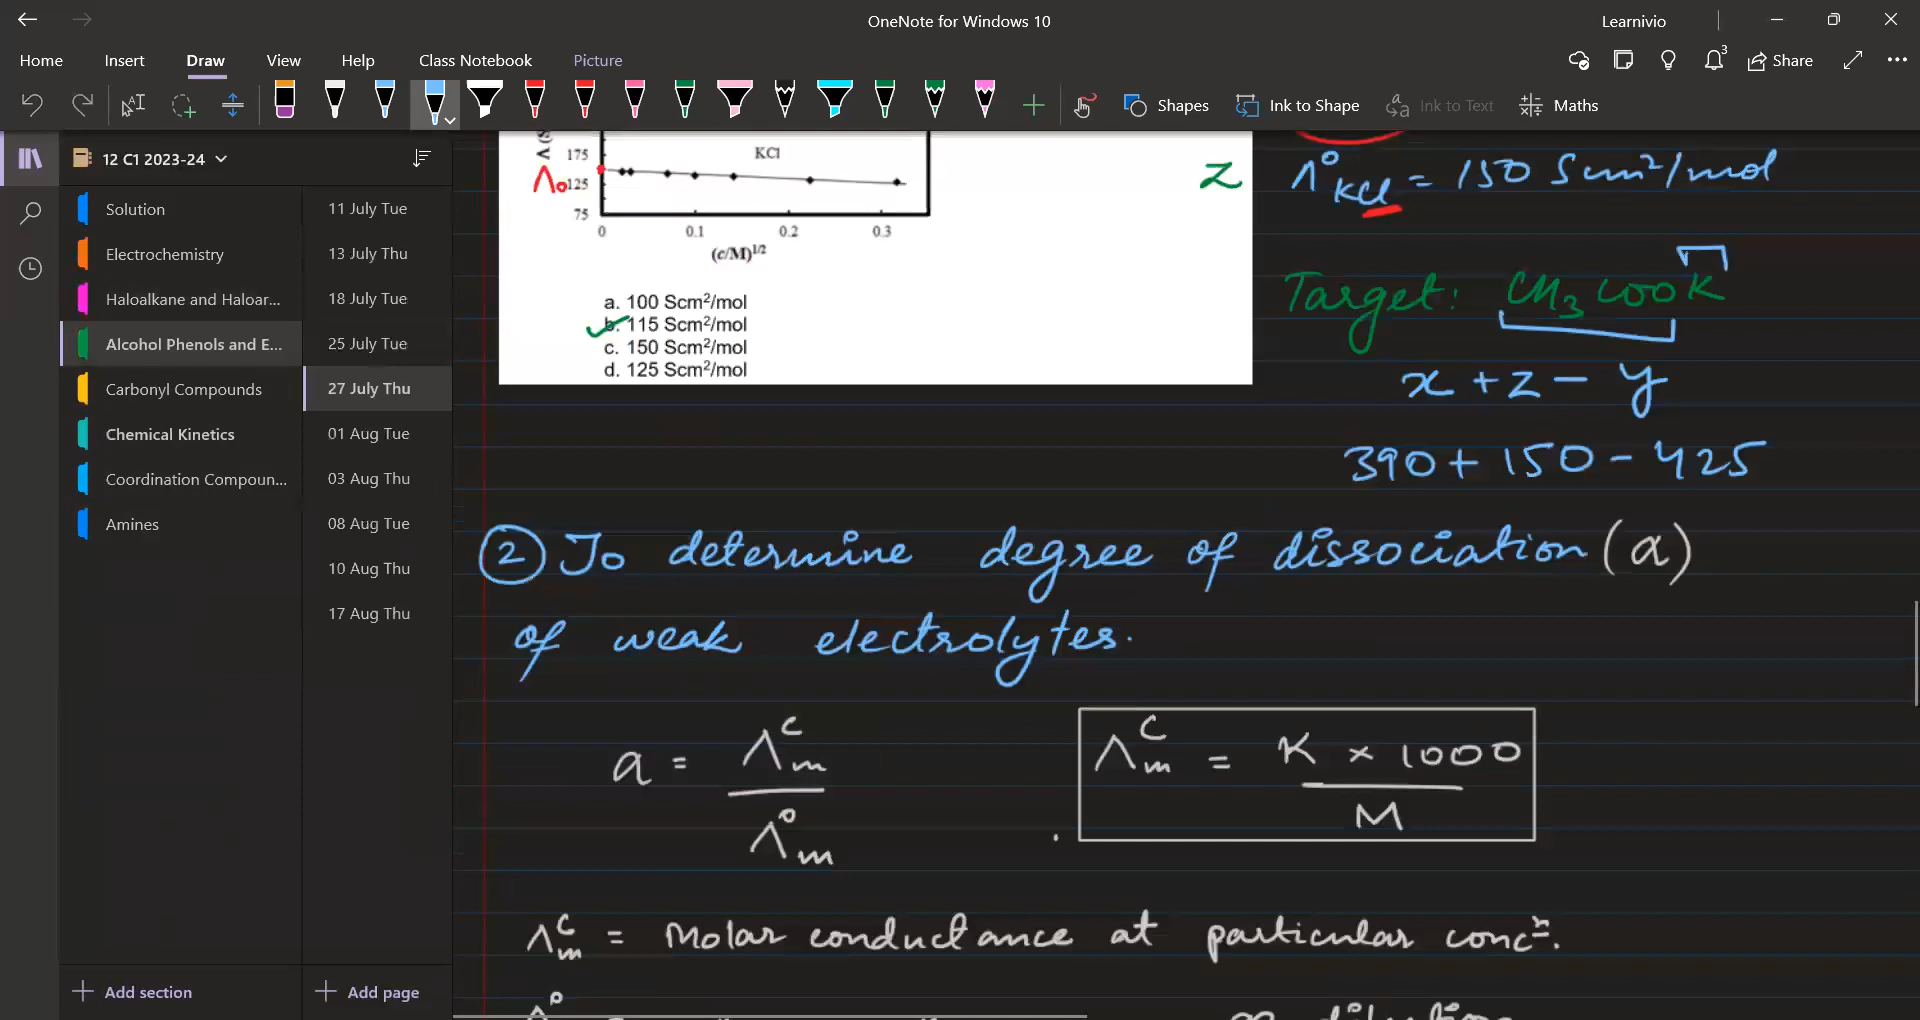 OneNote for Windows 10
Learnivio
Home Insert Draw View Help Class Notebook Picture
3
Share
Shapes Ink to Shape Ink to Text Maths
12 C1 2023-24
Solution
Electrochemistry
Haloalkane and Haloar...
Alcohol Phenols and E...
Carbonyl Compounds
Chemical Kinetics
Coordination Compoun...
Amines
Add section
11 July Tue
13 July Thu
18 July Tue
25 July Tue
27 July Thu
01 Aug Tue
03 Aug Thu
08 Aug Tue
10 Aug Thu
17 Aug Thu
Add page
175
KCl
Λo 125
75
0 0.1 0.2 0.3
(c/M)1/2
a. 100 Scm²/mol
b. 115 Scm²/mol
c. 150 Scm²/mol
d. 125 Scm²/mol
z Λ°KCl = 150 Scm²/mol
Target: CH3COOK
x + z - y
390 + 150 - 425
② To determine degree of dissociation (α)
of weak electrolytes.
α = Λcm / Λ°m
Λcm = K × 1000 / M
Λcm = Molar conductance at particular concn.